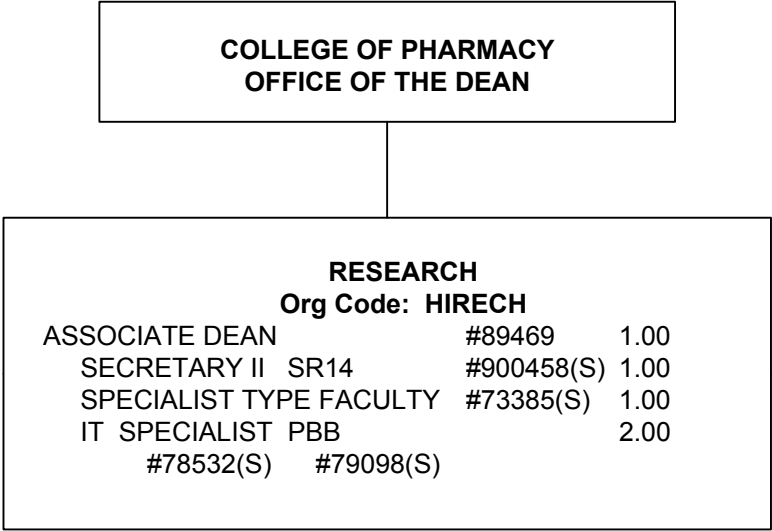 COLLEGE OF PHARMACY
OFFICE OF THE DEAN
RESEARCH
Org Code: HIRECH
ASSOCIATE DEAN #89469 1.00
SECRETARY II SR14 #900458(S) 1.00
SPECIALIST TYPE FACULTY #73385(S) 1.00
IT SPECIALIST PBB 2.00
#78532(S) #79098(S)